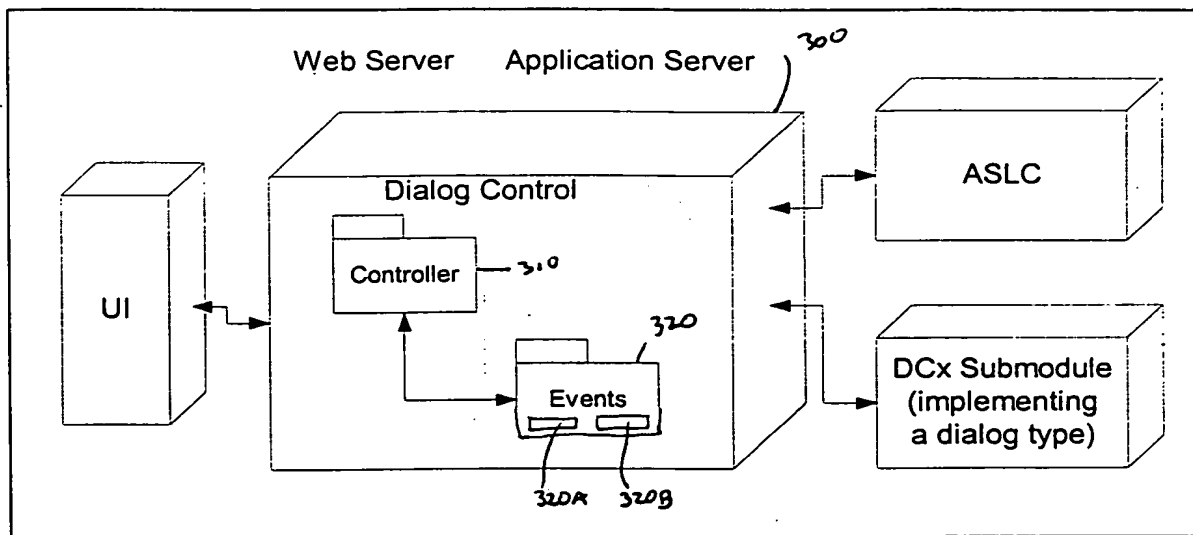 Web Server Application Server
300
ASLC
Dialog Control
Controller
310
UI
320
Events
320A 320B
DCx Submodule
(implementing
a dialog type)